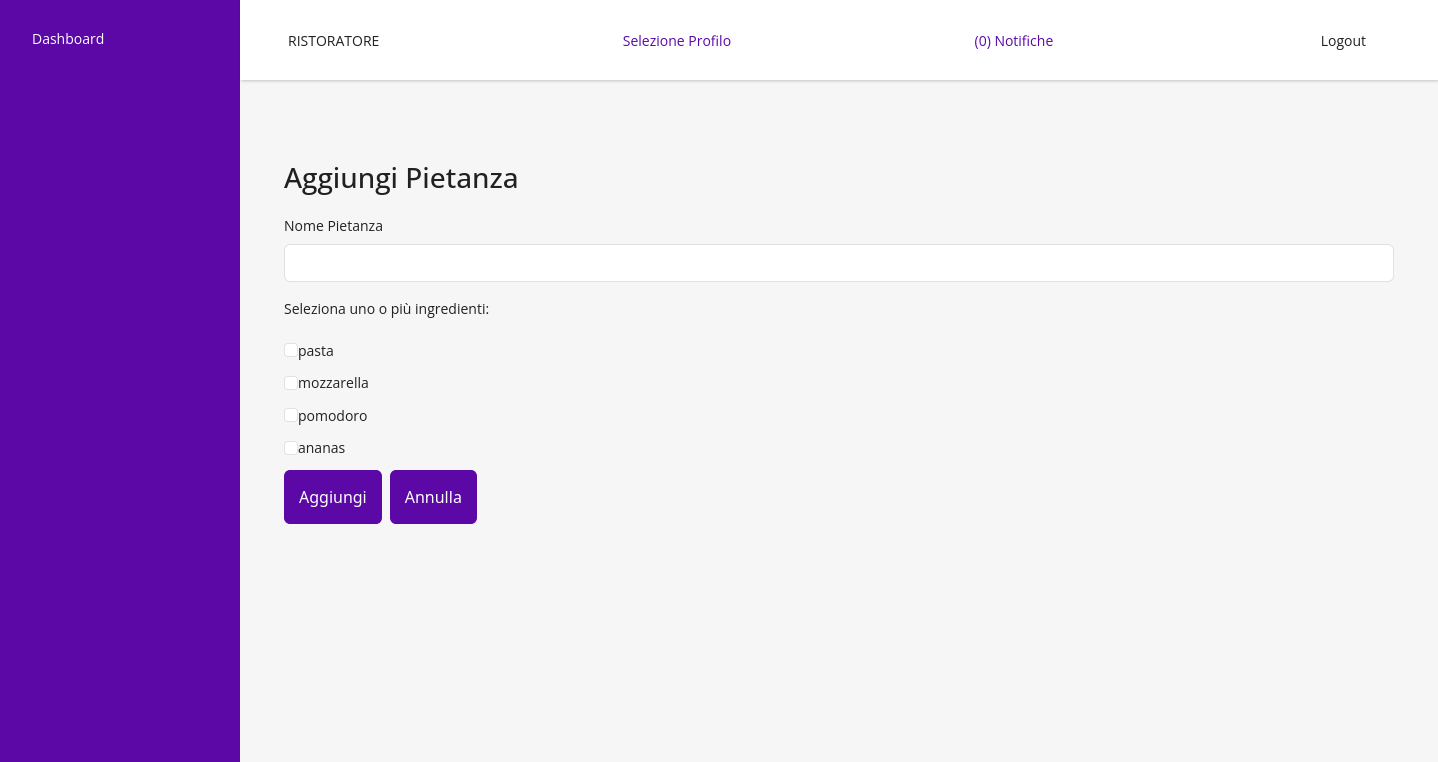 Dashboard
RISTORATORE
Selezione Profilo
(0) Notifiche
Logout
Aggiungi Pietanza
Nome Pietanza
Seleziona uno o più ingredienti:
pasta
mozzarella
pomodoro
ananas
Aggiungi
Annulla